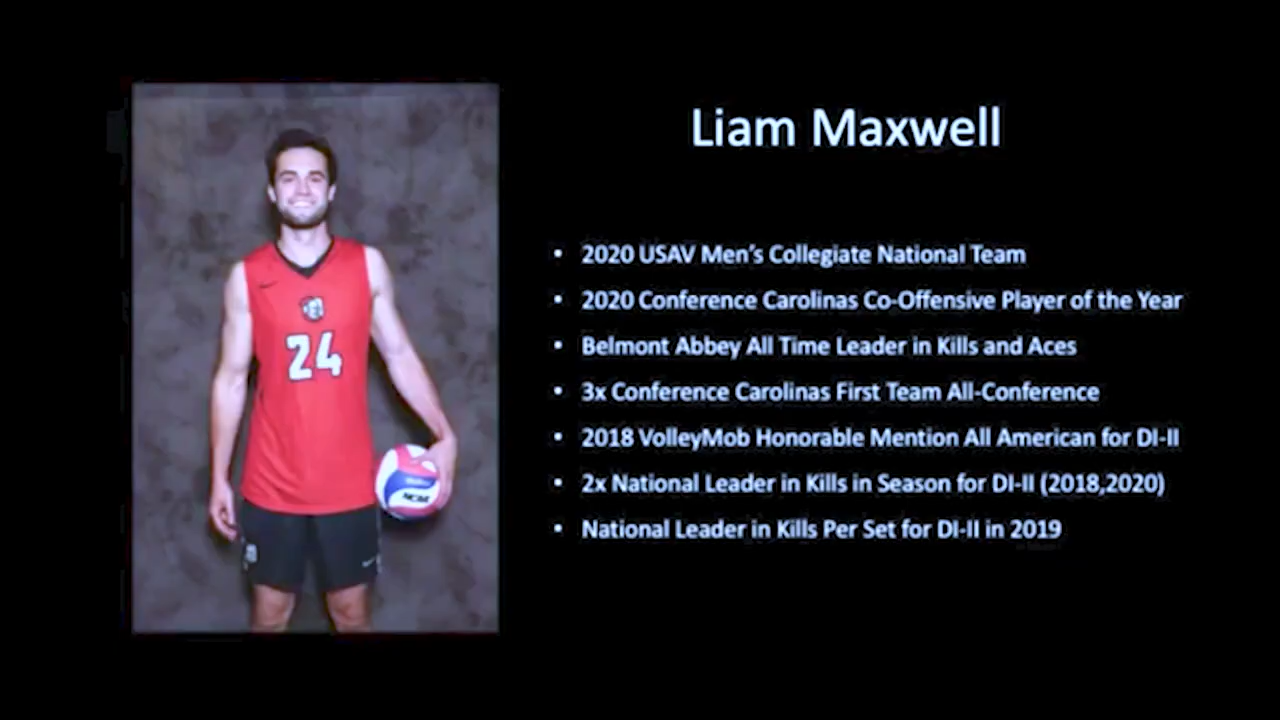 Liam Maxwell
• 2020 USAV Men's Collegiate National Team
• 2020 Conference Carolinas Co-Offensive Player of the Year
• Belmont Abbey All Time Leader in Kills and Aces
• 3x Conference Carolinas First Team All-Conference
• 2018 VolleyMob Honorable Mention All American for DI-II
• 2x National Leader in Kills in Season for DI-II (2018,2020)
• National Leader in Kills Per Set for DI-II in 2019
24
NCAA